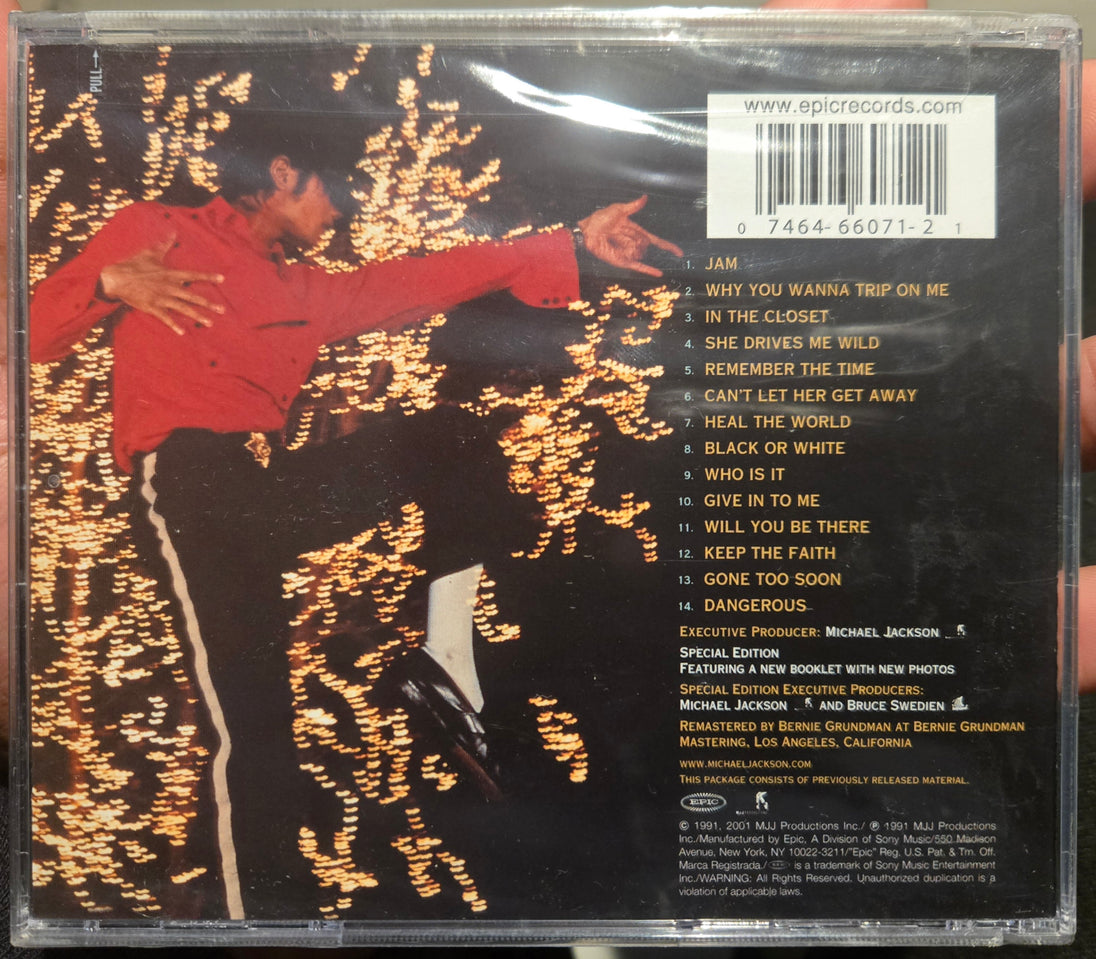 PULL→
www.epicrecords.com
0 7464-66071-2 1
1. JAM
2. WHY YOU WANNA TRIP ON ME
3. IN THE CLOSET
4. SHE DRIVES ME WILD
5. REMEMBER THE TIME
6. CAN'T LET HER GET AWAY
7. HEAL THE WORLD
8. BLACK OR WHITE
9. WHO IS IT
10. GIVE IN TO ME
11. WILL YOU BE THERE
12. KEEP THE FAITH
13. GONE TOO SOON
14. DANGEROUS
EXECUTIVE PRODUCER: MICHAEL JACKSON
SPECIAL EDITION
FEATURING A NEW BOOKLET WITH NEW PHOTOS
SPECIAL EDITION EXECUTIVE PRODUCERS:
MICHAEL JACKSON AND BRUCE SWEDIEN
REMASTERED BY BERNIE GRUNDMAN AT BERNIE GRUNDMAN
MASTERING, LOS ANGELES, CALIFORNIA
WWW.MICHAELJACKSON.COM
THIS PACKAGE CONSISTS OF PREVIOUSLY RELEASED MATERIAL.
EPIC
© 1991, 2001 MJJ Productions Inc./ ℗ 1991 MJJ Productions
Inc./Manufactured by Epic, A Division of Sony Music/550 Madison
Avenue, New York, NY 10022-3211/"Epic" Reg. U.S. Pat. & Tm. Off.
Marca Registrada./ EPIC is a trademark of Sony Music Entertainment
Inc./WARNING: All Rights Reserved. Unauthorized duplication is a
violation of applicable laws.